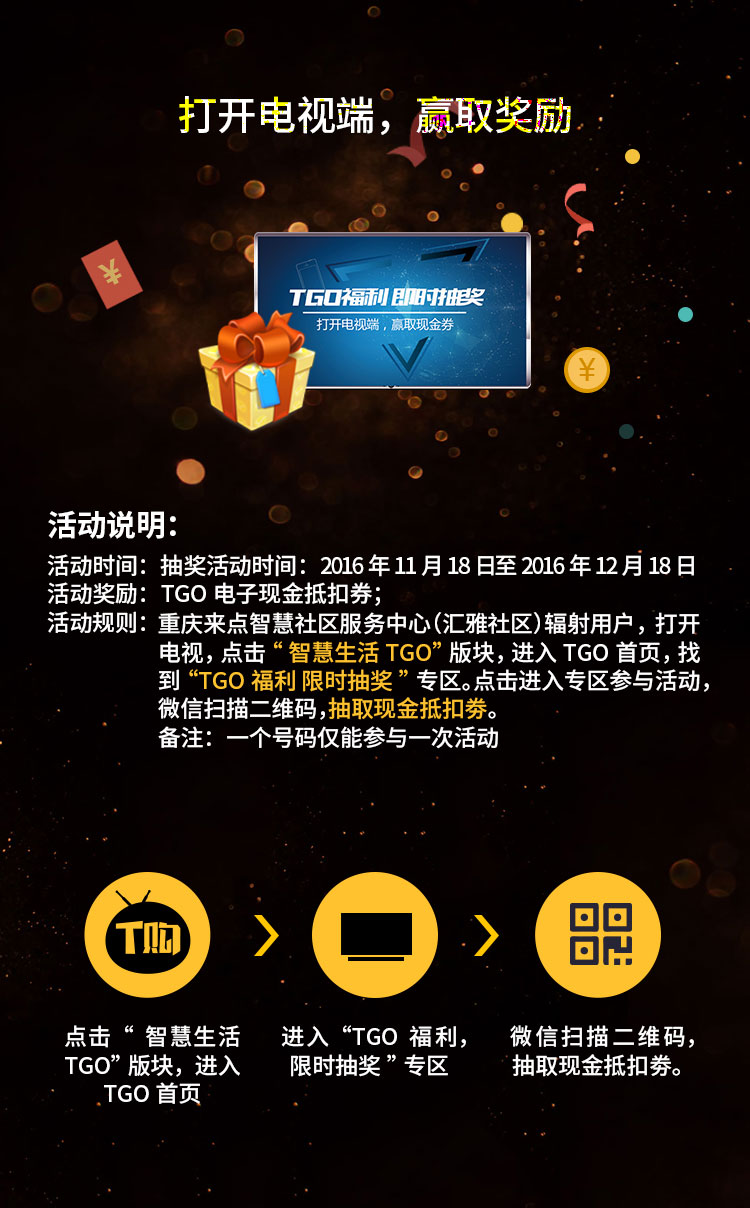 打开电视端，赢取奖励
¥
TGO福利 即时抽奖
打开电视端，赢取现金券
¥
活动说明：
活动时间：抽奖活动时间：2016 年 11 月 18 日至 2016 年 12 月 18 日
活动奖励：TGO 电子现金抵扣券；
活动规则：重庆来点智慧社区服务中心（汇雅社区）辐射用户，打开
电视，点击 “ 智慧生活 TGO” 版块，进入 TGO 首页，找
到 “TGO 福利 限时抽奖 ” 专区。点击进入专区参与活动，
微信扫描二维码，抽取现金抵扣券。
备注：一个号码仅能参与一次活动
T购
点击 “ 智慧生活
TGO” 版块，进入
TGO 首页
进入 “TGO 福利，
限时抽奖 ” 专区
微信扫描二维码，
抽取现金抵扣券。